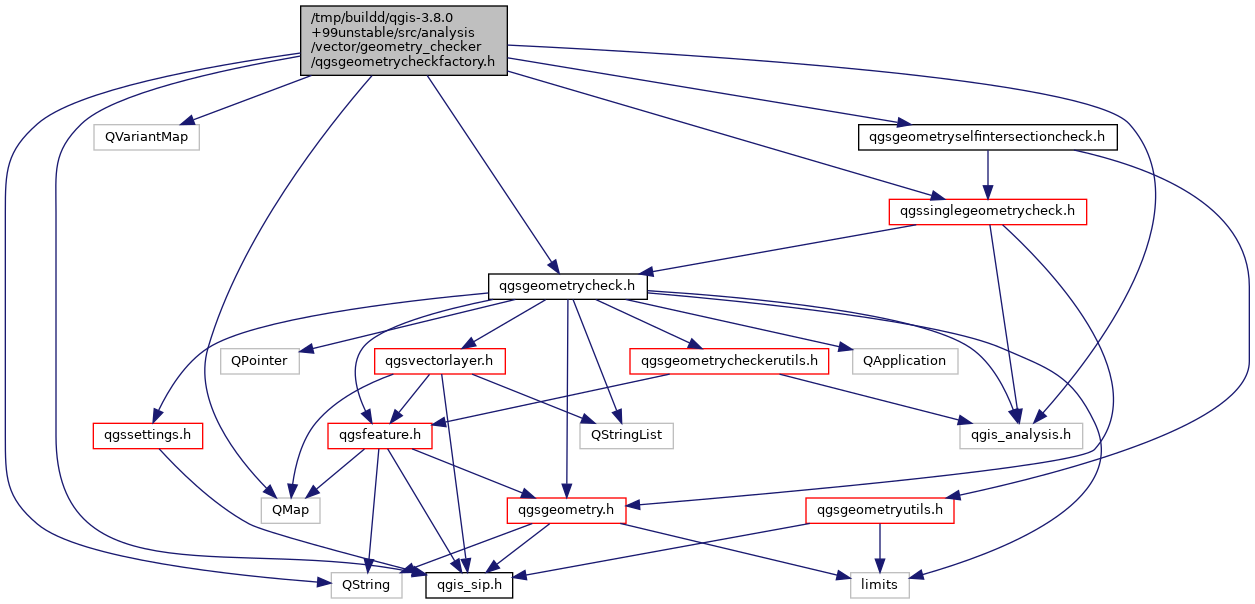 /tmp/buildd/qgis-3.8.0
+99unstable/src/analysis
/vector/geometry_checker
/qgsgeometrycheckfactory.h
QVariantMap
qgsgeometryselfintersectioncheck.h
qgssinglegeometrycheck.h
qgsgeometrycheck.h
QPointer
qgsvectorlayer.h
qgsgeometrycheckerutils.h
QApplication
qgssettings.h
qgsfeature.h
QStringList
qgis_analysis.h
QMap
qgsgeometry.h
qgsgeometryutils.h
QString
qgis_sip.h
limits